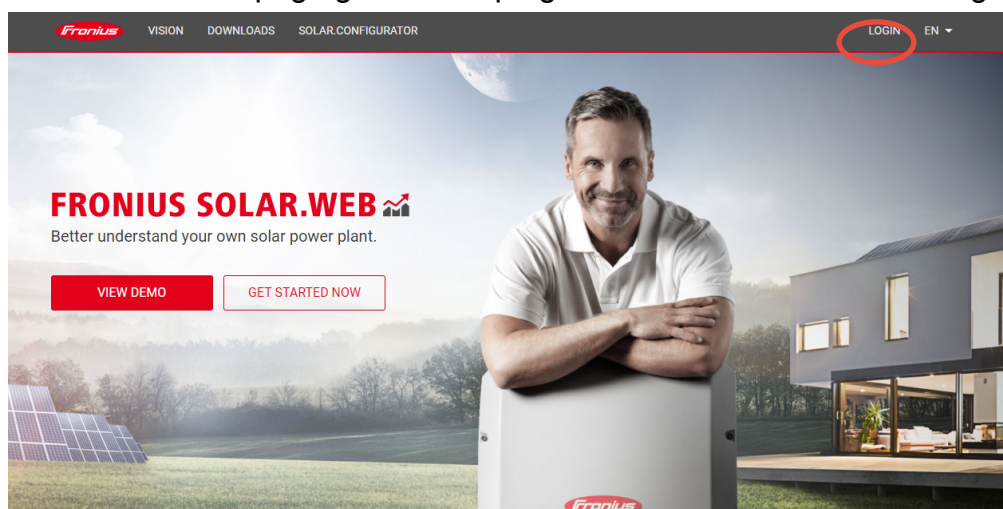 Fronius VISION DOWNLOADS SOLAR.CONFIGURATOR LOGIN EN
FRONIUS SOLAR.WEB
Better understand your own solar power plant.
VIEW DEMO GET STARTED NOW
Fronius